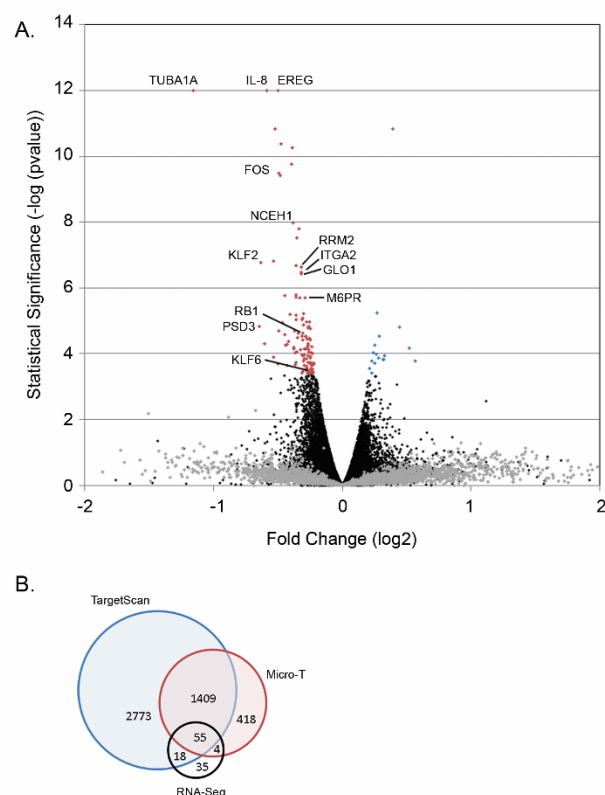 A.
14
12
10
8
6
4
2
0
Statistical Significance (-log (pvalue))
TUBA1A IL-8 EREG
FOS
NCEH1
KLF2
RRM2
ITGA2
GLO1
M6PR
RB1
PSD3
KLF6
-2 -1 0 1 2
Fold Change (log2)
B.
TargetScan
Micro-T
1409
2773
418
55
18
4
35
RNA-Seq